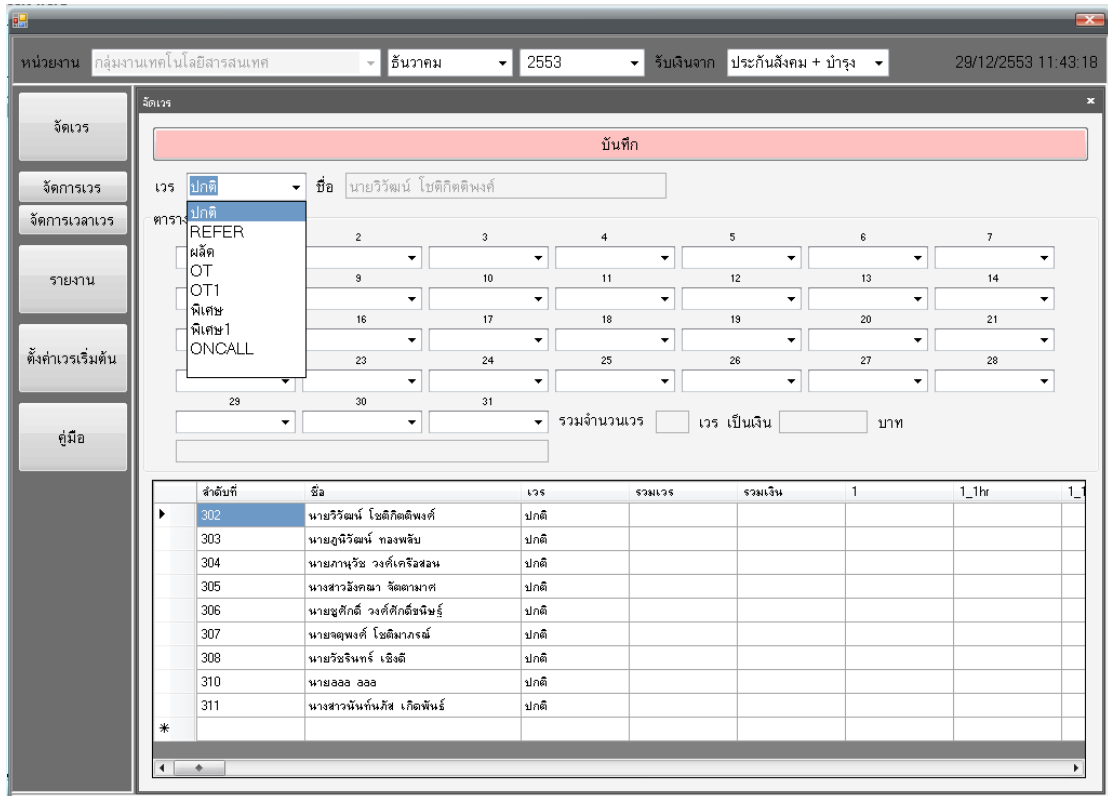 หน่วยงาน กลุ่มงานเทคโนโลยีสารสนเทศ ธันวาคม 2553 รับเงินจาก ประกันสังคม + บำรุง 29/12/2553 11:43:18
จัดเวร
จัดการเวร
จัดการเวลาเวร
รายงาน
ตั้งค่าเวรเริ่มต้น
คู่มือ
จัดเวร
บันทึก
เวร ปกติ ชื่อ นายวิวัฒน์ โชติกิตติพงศ์
ปกติ
REFER
ผลัด
OT
OT1
พิเศษ
พิเศษ1
ONCALL
ตาราง
2 3 4 5 6 7
9 10 11 12 13 14
16 17 18 19 20 21
23 24 25 26 27 28
29 30 31
รวมจำนวนเวร เวร เป็นเงิน บาท
ลำดับที่ ชื่อ เวร รวมเวร รวมเงิน 1 1_1hr 1_1
302 นายวิวัฒน์ โชติกิตติพงศ์ ปกติ
303 นายภูนิวัฒน์ ทองพลับ ปกติ
304 นายภานุวัช วงศ์เครือสอน ปกติ
305 นางสาวอังคณา จัตตามาศ ปกติ
306 นายชูศักดิ์ วงศ์ศักดิ์ขนิษฐ์ ปกติ
307 นายจตุพงศ์ โชติมาภรณ์ ปกติ
308 นายวัชรินทร์ เชิงดี ปกติ
310 นายaaa aaa ปกติ
311 นางสาวนันท์นภัส เกิดพันธ์ ปกติ